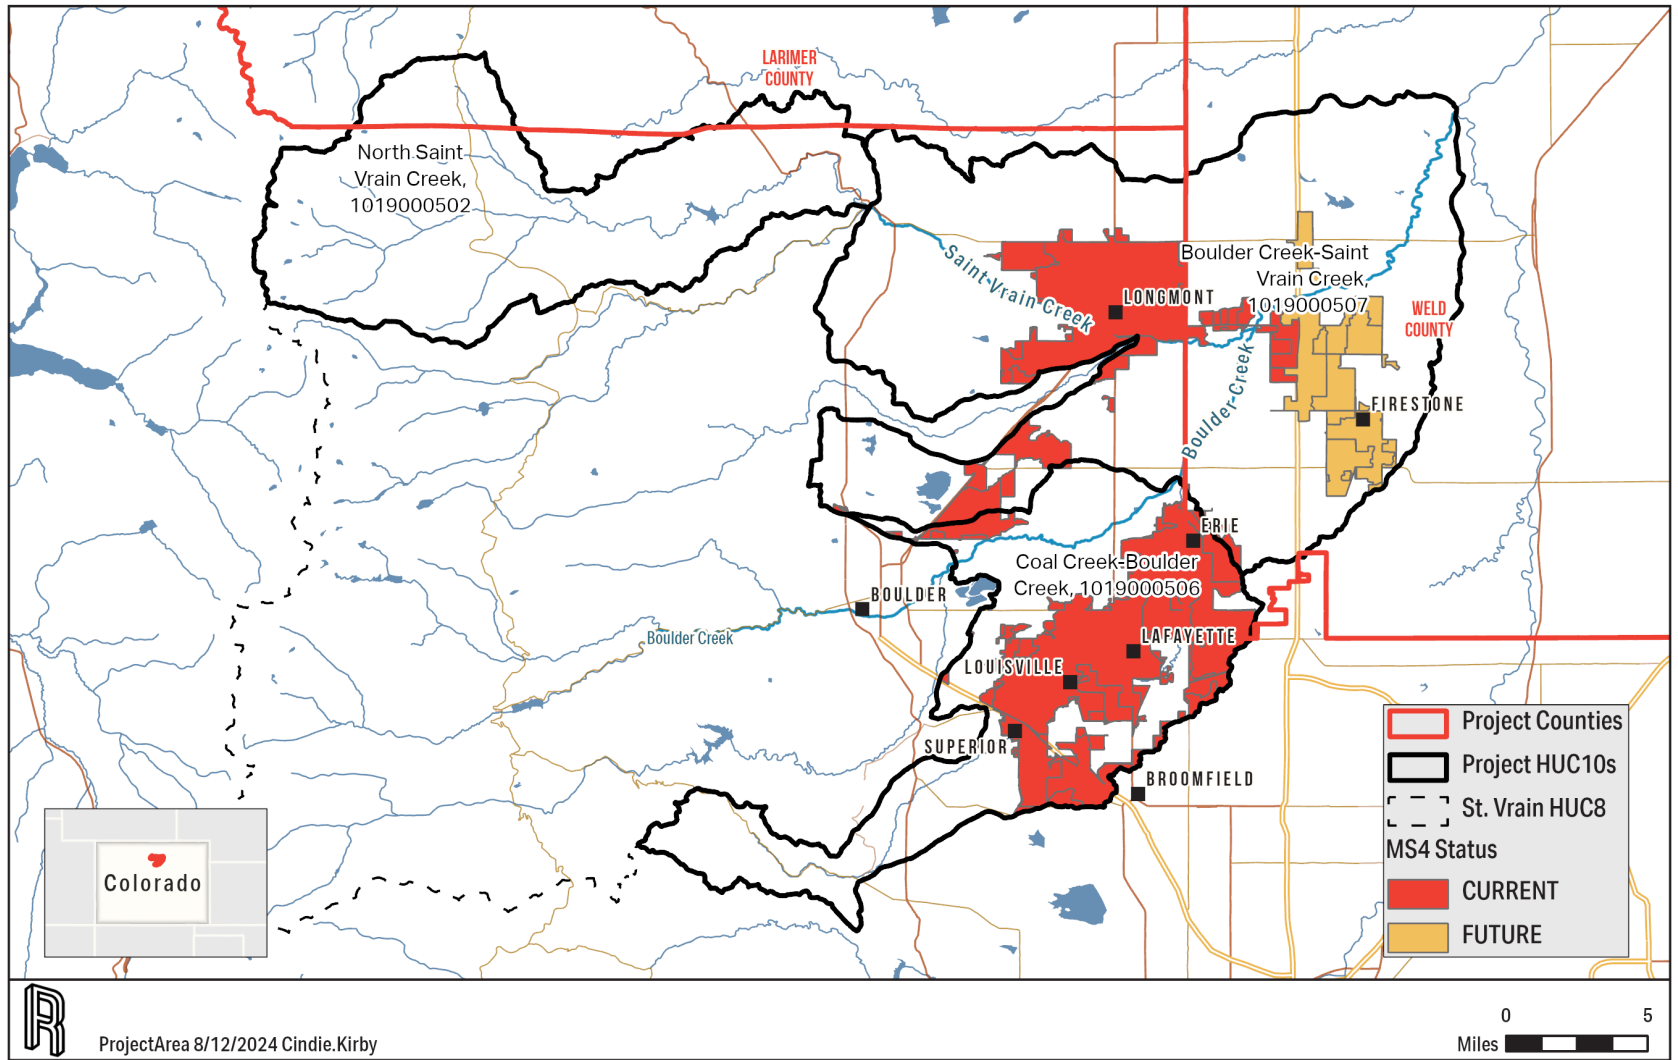 LARIMER
COUNTY
North Saint
Vrain Creek,
1019000502
Boulder Creek-Saint
Vrain Creek,
1019000507
Saint Vrain Creek
LONGMONT
WELD
COUNTY
Boulder-Creek
FIRESTONE
ERIE
Coal Creek-Boulder
Creek, 1019000506
BOULDER
Boulder Creek
LAFAYETTE
LOUISVILLE
SUPERIOR
BROOMFIELD
Project Counties
Project HUC10s
St. Vrain HUC8
MS4 Status
CURRENT
FUTURE
Colorado
ProjectArea 8/12/2024 Cindie.Kirby
0 5
Miles